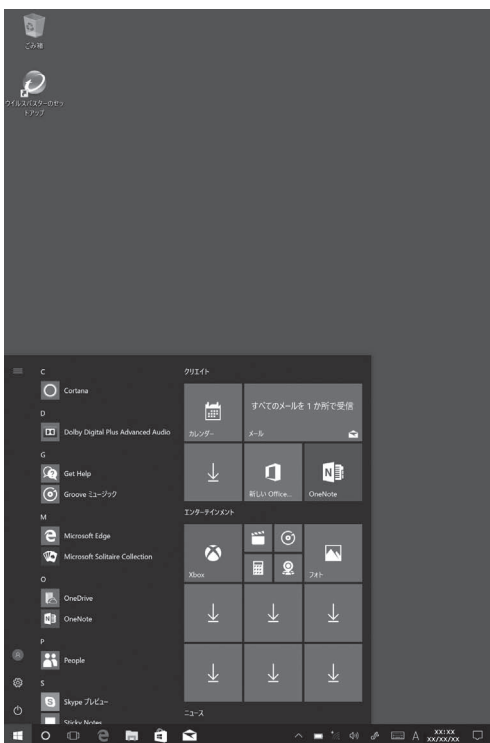 ごみ箱
ウイルスバスターのセッ
トアップ
C
Cortana
D
Dolby Digital Plus Advanced Audio
G
Get Help
Groove ミュージック
M
Microsoft Edge
Microsoft Solitaire Collection
O
OneDrive
OneNote
P
People
S
Skype プレビュー
Sticky Notes
クリエイト
カレンダー
すべてのメールを 1 か所で受信
メール
新しい Office...
OneNote
エンターテインメント
Xbox
フォト
ニュース
A
XX:XX
XX/XX/XX